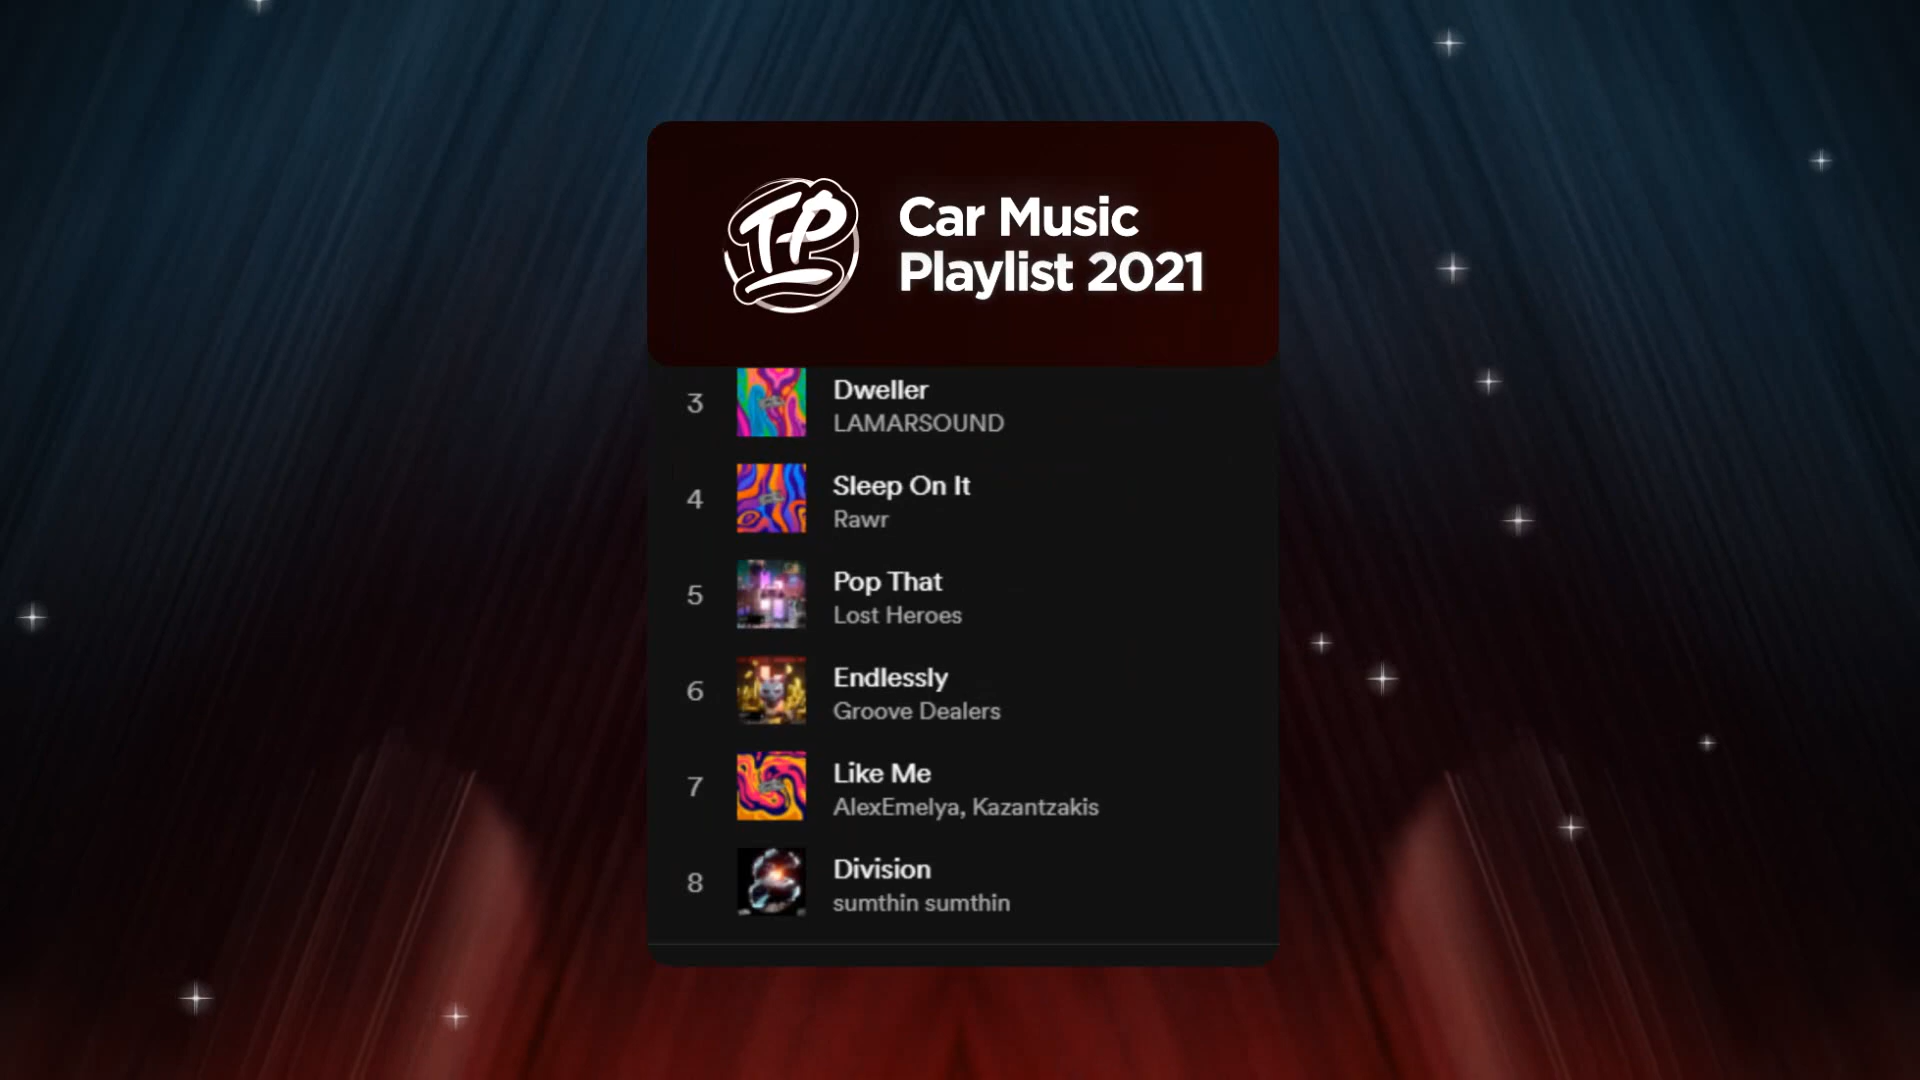 TP
Car Music
Playlist 2021
3
Dweller
LAMARSOUND
4
Sleep On It
Rawr
5
Pop That
Lost Heroes
6
Endlessly
Groove Dealers
7
Like Me
AlexEmelya, Kazantzakis
8
Division
sumthin sumthin